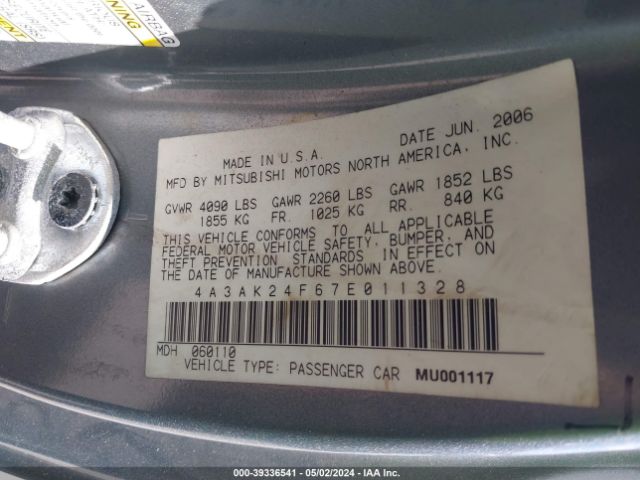 AIRBAG
WARNING
MADE IN U.S.A. DATE JUN. 2006
MFD BY MITSUBISHI MOTORS NORTH AMERICA, INC.
GVWR 4090 LBS GAWR 2260 LBS GAWR 1852 LBS
1855 KG FR. 1025 KG RR. 840 KG
THIS VEHICLE CONFORMS TO ALL APPLICABLE
FEDERAL MOTOR VEHICLE SAFETY, BUMPER, AND
THEFT PREVENTION STANDARDS IN EFFECT ON
THE DATE OF MANUFACTURE SHOWN ABOVE.
4A3AK24F67E011328
MDH 060110
VEHICLE TYPE: PASSENGER CAR MU001117
000-39336541 - 05/02/2024 - IAA Inc.